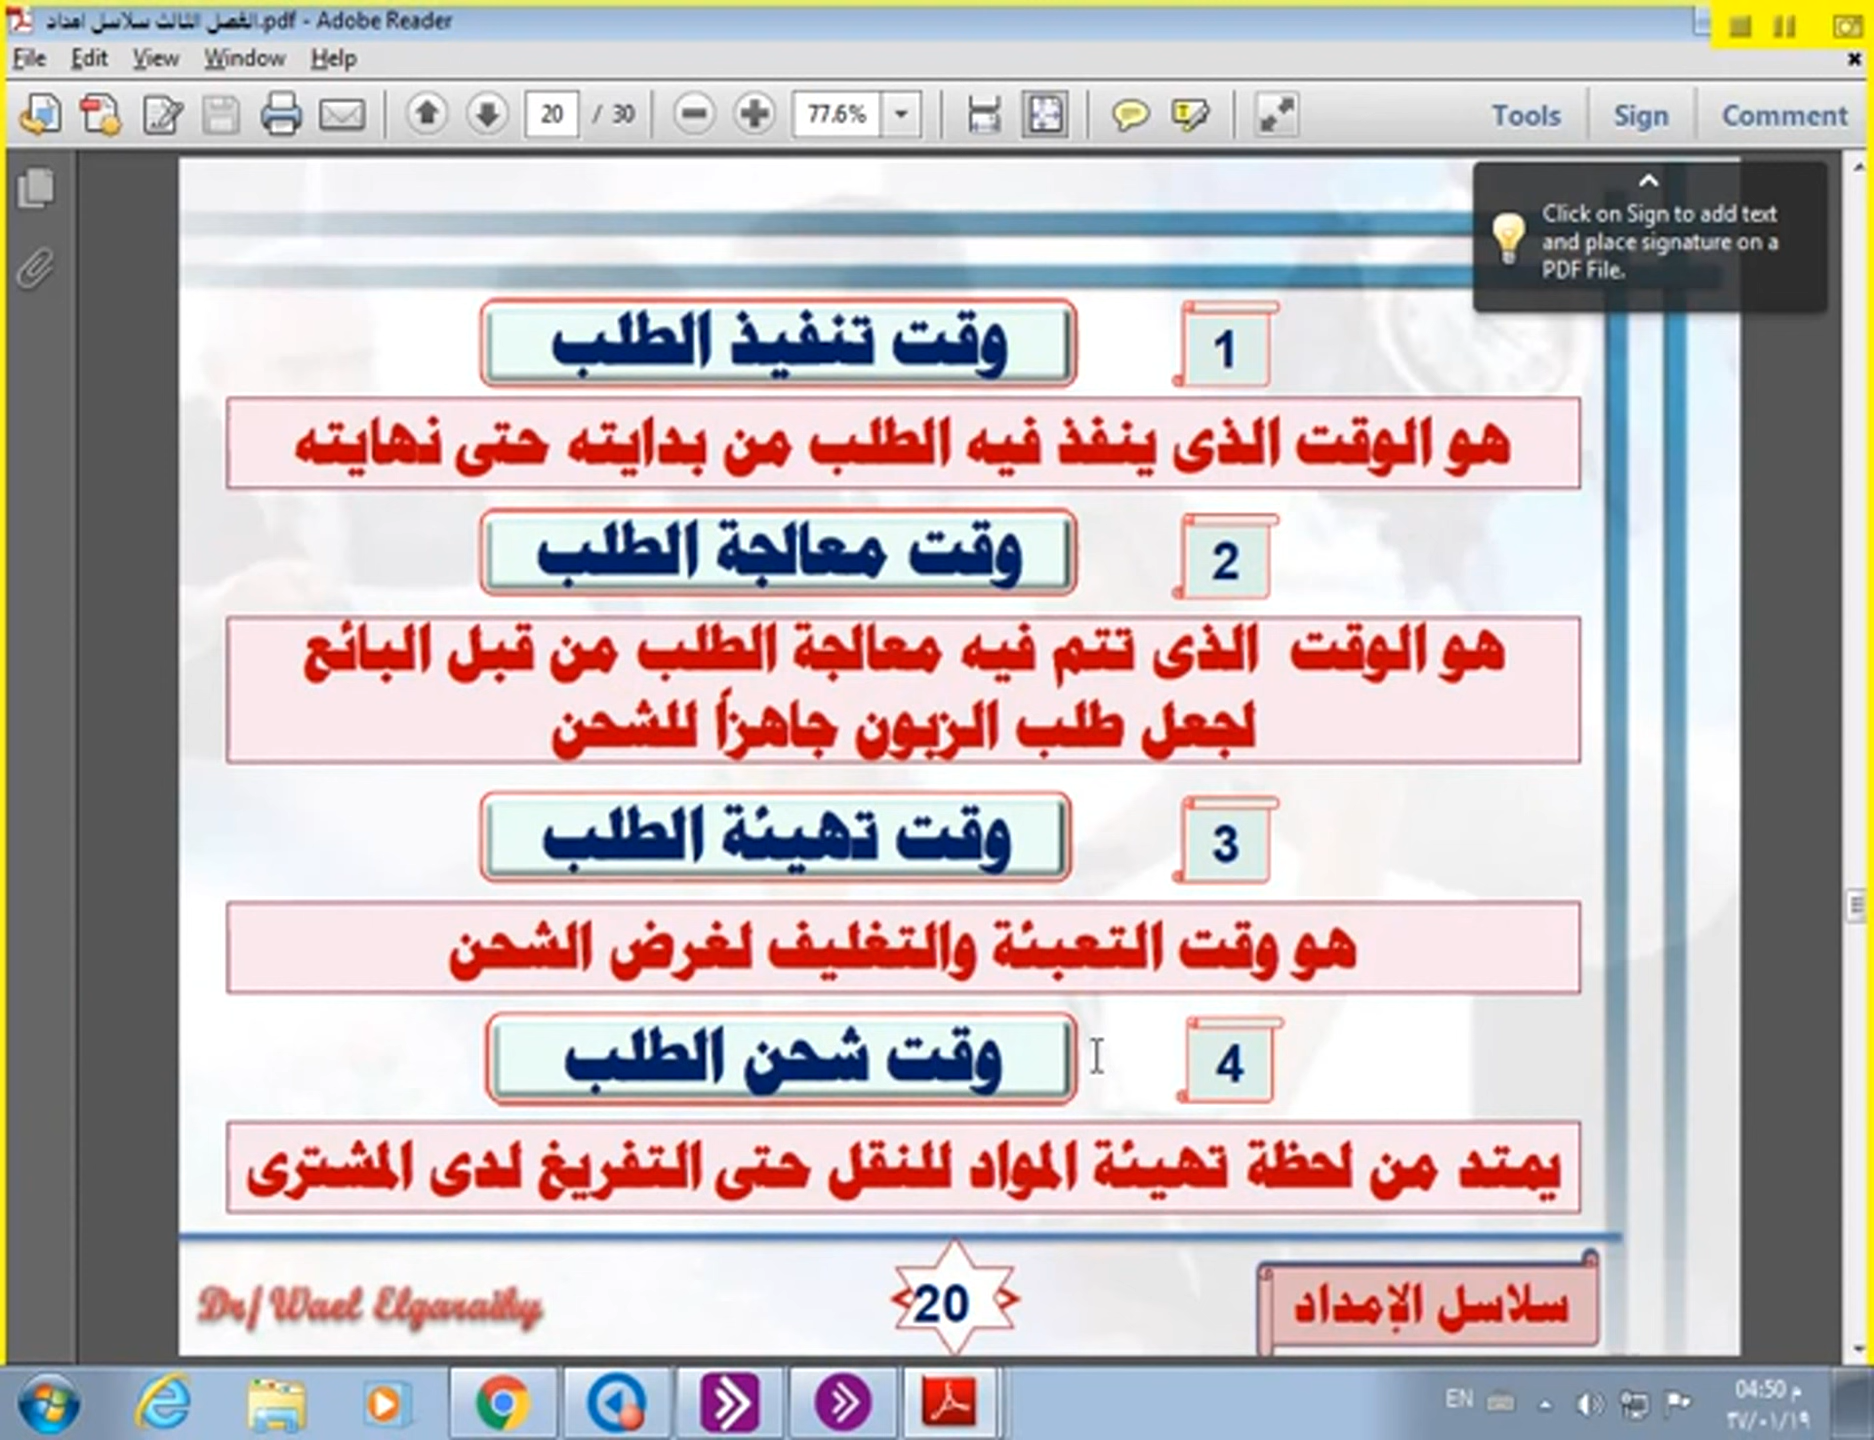 الفصل الثالث سلاسل امداد.pdf - Adobe Reader
File Edit View Window Help
20 / 30 77.6% Tools Sign Comment
Click on Sign to add text
and place signature on a
PDF File.
1 وقت تنفيذ الطلب
هو الوقت الذى ينفذ فيه الطلب من بدايته حتى نهايته
2 وقت معالجة الطلب
هو الوقت الذى تتم فيه معالجة الطلب من قبل البائع
لجعل طلب الزبون جاهزاً للشحن
3 وقت تهيئة الطلب
هو وقت التعبئة والتغليف لغرض الشحن
4 وقت شحن الطلب
يمتد من لحظة تهيئة المواد للنقل حتى التفريغ لدى المشترى
سلاسل الإمداد
20
Dr/ Wael Elgaraihy
EN
04:50 م
٣٧/٠١/١٩